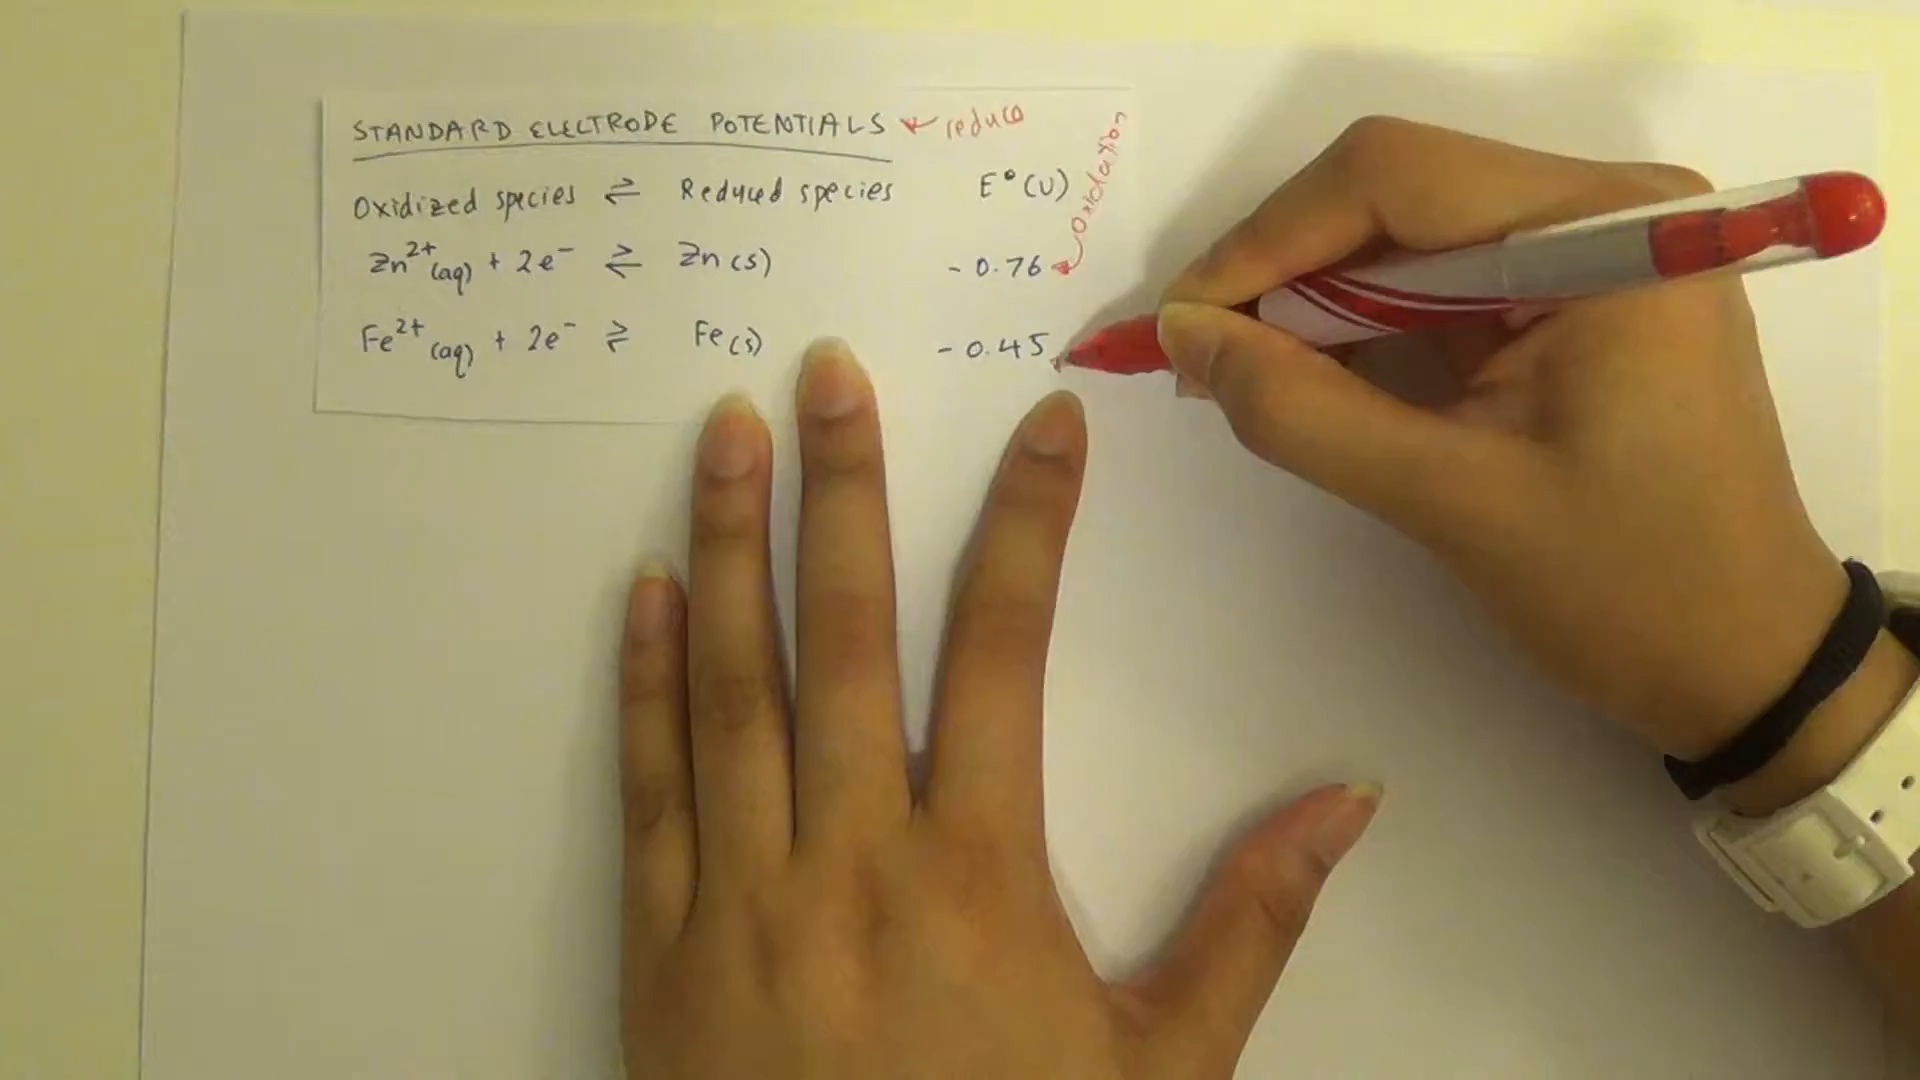 STANDARD ELECTRODE POTENTIALS ← reduce
Oxidized species ⇌ Reduced species E°(V)
oxidation
Zn²⁺(aq) + 2e⁻ ⇌ Zn(s) - 0.76
Fe²⁺(aq) + 2e⁻ ⇌ Fe(s) - 0.45